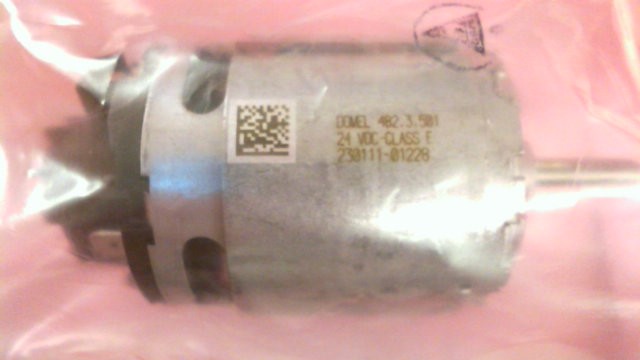 DOMEL 482.3.501
24 VDC CLASS F
230111-01228